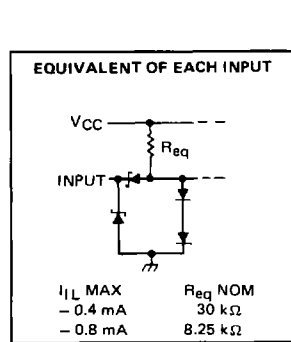 EQUIVALENT OF EACH INPUT
VCC
Req
INPUT
IIL MAX Req NOM
– 0.4 mA 30 kΩ
– 0.8 mA 8.25 kΩ